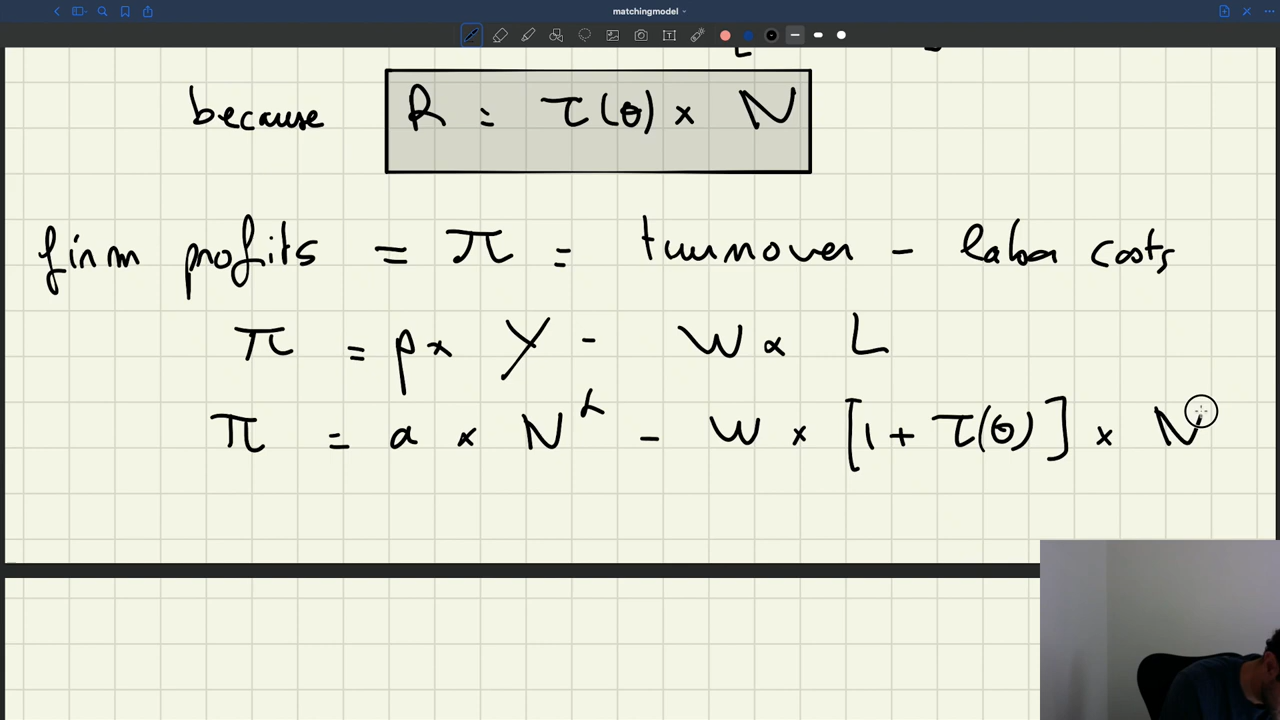 matchingmodel
because R = τ(θ) × N
firm profits = π = turnover - labor costs
π = p × Y - W × L
π = a × N^α - W × [1 + τ(θ)] × N